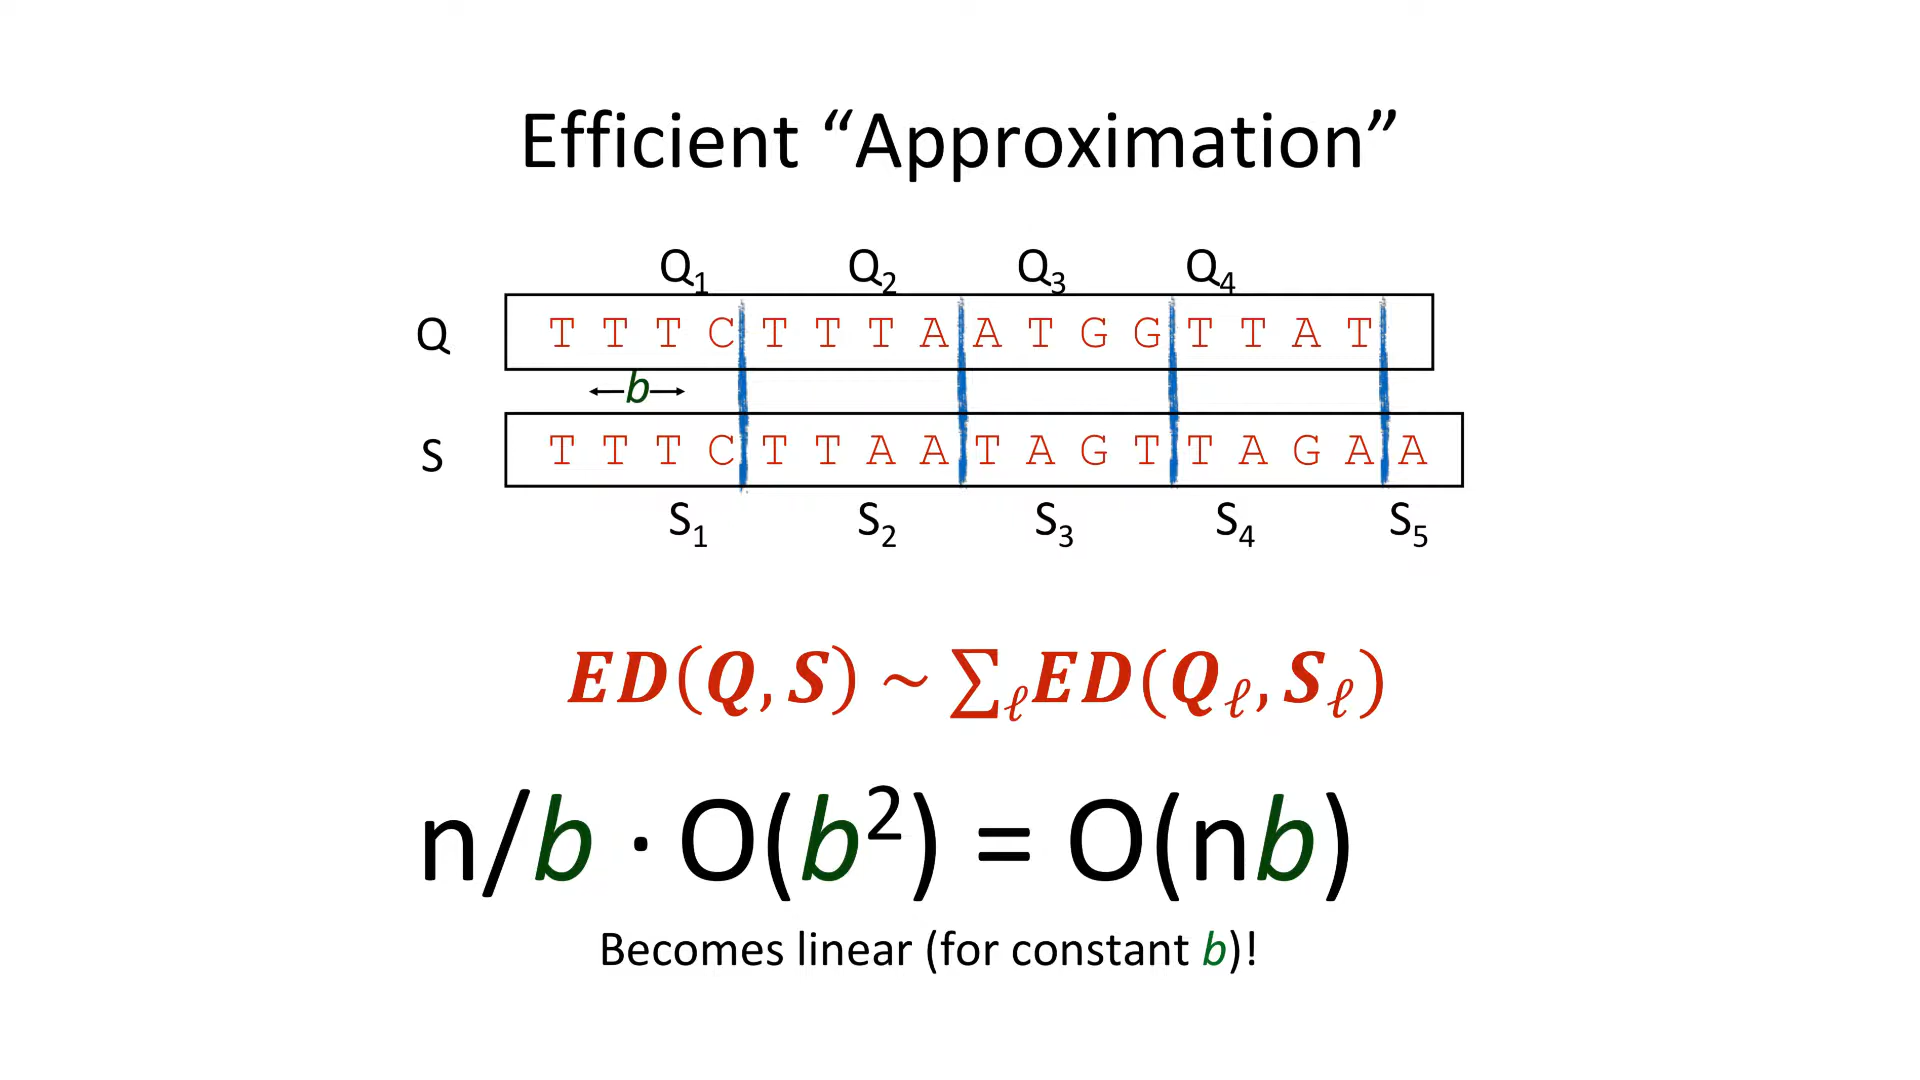 Efficient “Approximation”
Q₁ Q₂ Q₃ Q₄
Q T T T C T T T A A T G G T T A T
b
S T T T C T T A A T A G T T A G A A
S₁ S₂ S₃ S₄ S₅
ED(Q, S) ~ ∑ℓ ED(Qℓ, Sℓ)
n/b · O(b²) = O(nb)
Becomes linear (for constant b)!